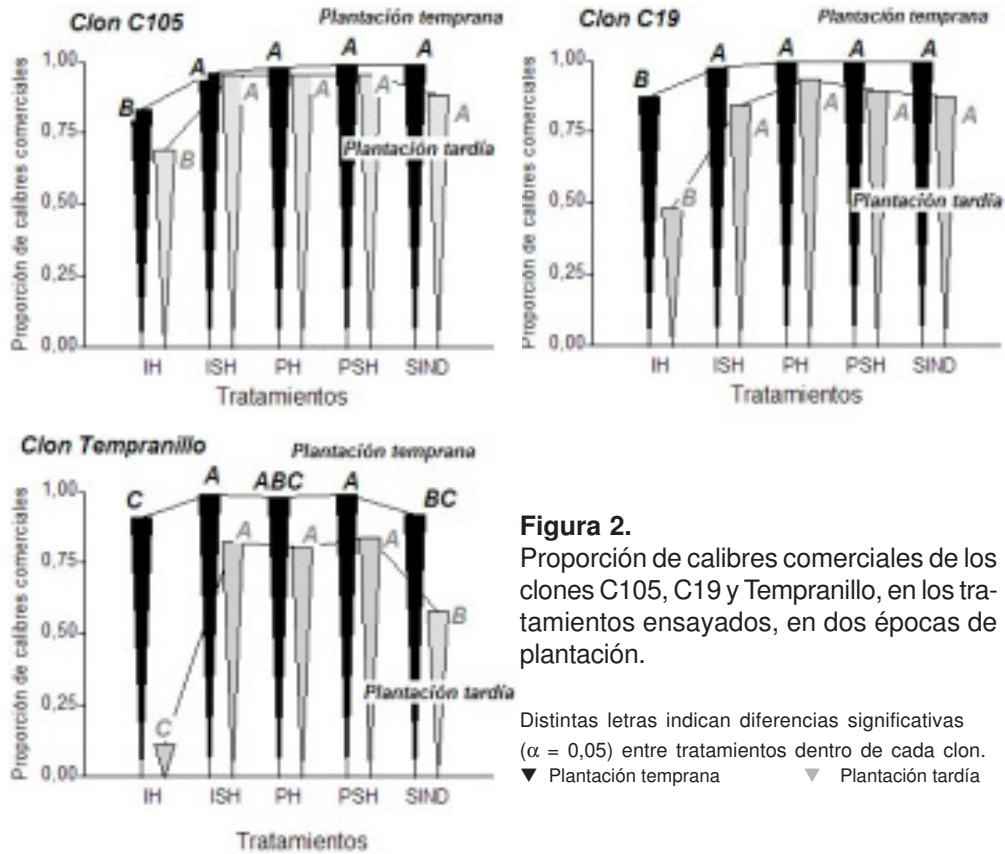 Clon C105
Plantación temprana
Proporción de calibres comerciales
1,00
0,75
0,50
0,25
0,00
B
A
A
A
A
B
A
A
A
A
Plantación tardía
IH ISH PH PSH SIND
Tratamientos
Clon C19
Plantación temprana
Proporción de calibres comerciales
1,00
0,75
0,50
0,25
0,00
B
A
A
A
A
B
A
A
A
A
Plantación tardía
IH ISH PH PSH SIND
Tratamientos
Clon Tempranillo
Plantación temprana
Proporción de calibres comerciales
1,00
0,75
0,50
0,25
0,00
C
A
ABC
A
BC
C
A
A
A
B
Plantación tardía
IH ISH PH PSH SIND
Tratamientos
Figura 2.
Proporción de calibres comerciales de los
clones C105, C19 y Tempranillo, en los tra-
tamientos ensayados, en dos épocas de
plantación.
Distintas letras indican diferencias significativas
(α = 0,05) entre tratamientos dentro de cada clon.
▼ Plantación temprana ▼ Plantación tardía